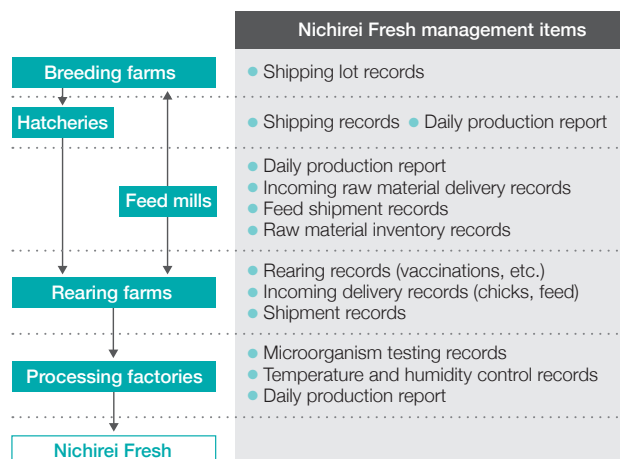 Nichirei Fresh management items
Breeding farms
● Shipping lot records
Hatcheries
● Shipping records ● Daily production report
Feed mills
● Daily production report
● Incoming raw material delivery records
● Feed shipment records
● Raw material inventory records
Rearing farms
● Rearing records (vaccinations, etc.)
● Incoming delivery records (chicks, feed)
● Shipment records
Processing factories
● Microorganism testing records
● Temperature and humidity control records
● Daily production report
Nichirei Fresh